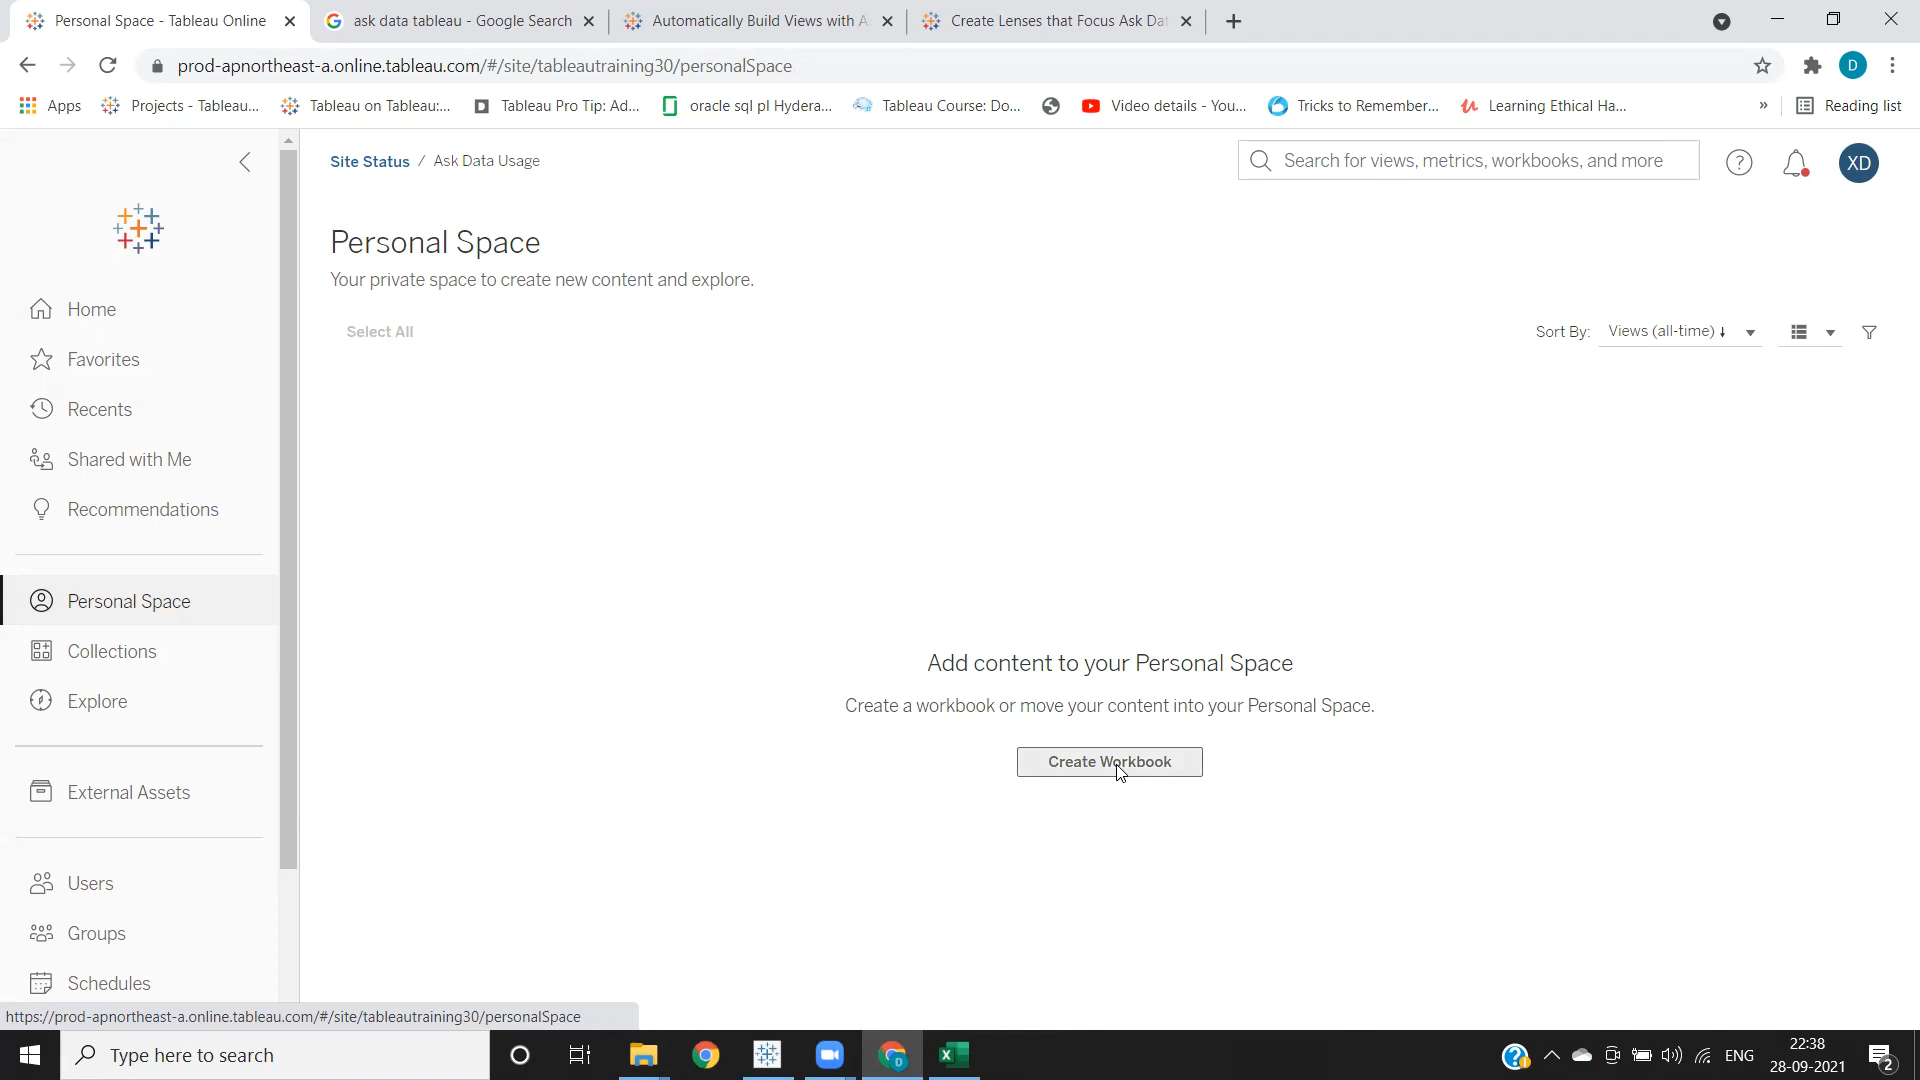 Personal Space - Tableau Online
ask data tableau - Google Search
Automatically Build Views with A
Create Lenses that Focus Ask Dat
prod-apnortheast-a.online.tableau.com/#/site/tableautraining30/personalSpace
D
Apps
Projects - Tableau...
Tableau on Tableau:...
Tableau Pro Tip: Ad...
oracle sql pl Hydera...
Tableau Course: Do...
Video details - You...
Tricks to Remember...
Learning Ethical Ha...
»
Reading list
Site Status / Ask Data Usage
Search for views, metrics, workbooks, and more
XD
Personal Space
Your private space to create new content and explore.
Select All
Sort By: Views (all-time) ↓
Home
Favorites
Recents
Shared with Me
Recommendations
Personal Space
Collections
Explore
External Assets
Users
Groups
Schedules
Add content to your Personal Space
Create a workbook or move your content into your Personal Space.
Create Workbook
https://prod-apnortheast-a.online.tableau.com/#/site/tableautraining30/personalSpace
Type here to search
ENG
22:38
28-09-2021
2